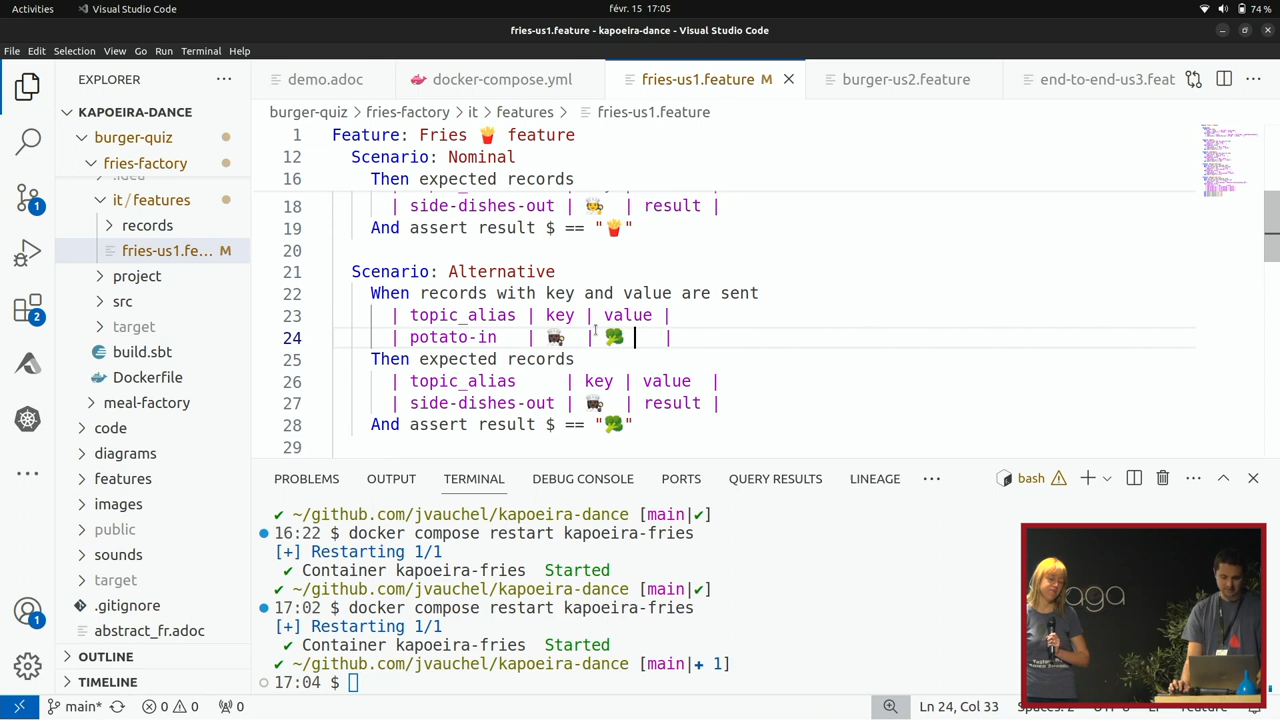 Activities
Visual Studio Code
févr. 15 17:05
74 %
fries-us1.feature - kapoeira-dance - Visual Studio Code
File Edit Selection View Go Run Terminal Help
EXPLORER
demo.adoc
docker-compose.yml
fries-us1.feature M
burger-us2.feature
end-to-end-us3.feat
KAPOEIRA-DANCE
burger-quiz
fries-factory
it / features
records
fries-us1.fe... M
project
src
target
build.sbt
Dockerfile
meal-factory
code
diagrams
features
images
public
sounds
target
.gitignore
abstract_fr.adoc
OUTLINE
TIMELINE
burger-quiz > fries-factory > it > features > fries-us1.feature
1 Feature: Fries 🍟 feature
12 Scenario: Nominal
16 Then expected records
18 | side-dishes-out | 🧑‍🍳 | result |
19 And assert result $ == "🍟"
20
21 Scenario: Alternative
22 When records with key and value are sent
23 | topic_alias | key | value |
24 | potato-in | 👨🏿‍🍳 | 🥦 |
25 Then expected records
26 | topic_alias | key | value |
27 | side-dishes-out | 👨🏿‍🍳 | result |
28 And assert result $ == "🥦"
29
PROBLEMS OUTPUT TERMINAL DEBUG CONSOLE PORTS QUERY RESULTS LINEAGE
bash
✔ ~/github.com/jvauchel/kapoeira-dance [main|✔]
16:22 $ docker compose restart kapoeira-fries
[+] Restarting 1/1
✔ Container kapoeira-fries Started
✔ ~/github.com/jvauchel/kapoeira-dance [main|✔]
17:02 $ docker compose restart kapoeira-fries
[+] Restarting 1/1
✔ Container kapoeira-fries Started
✔ ~/github.com/jvauchel/kapoeira-dance [main|✚ 1]
17:04 $
main*
0 0
0
Ln 24, Col 33
1
2
1
aga